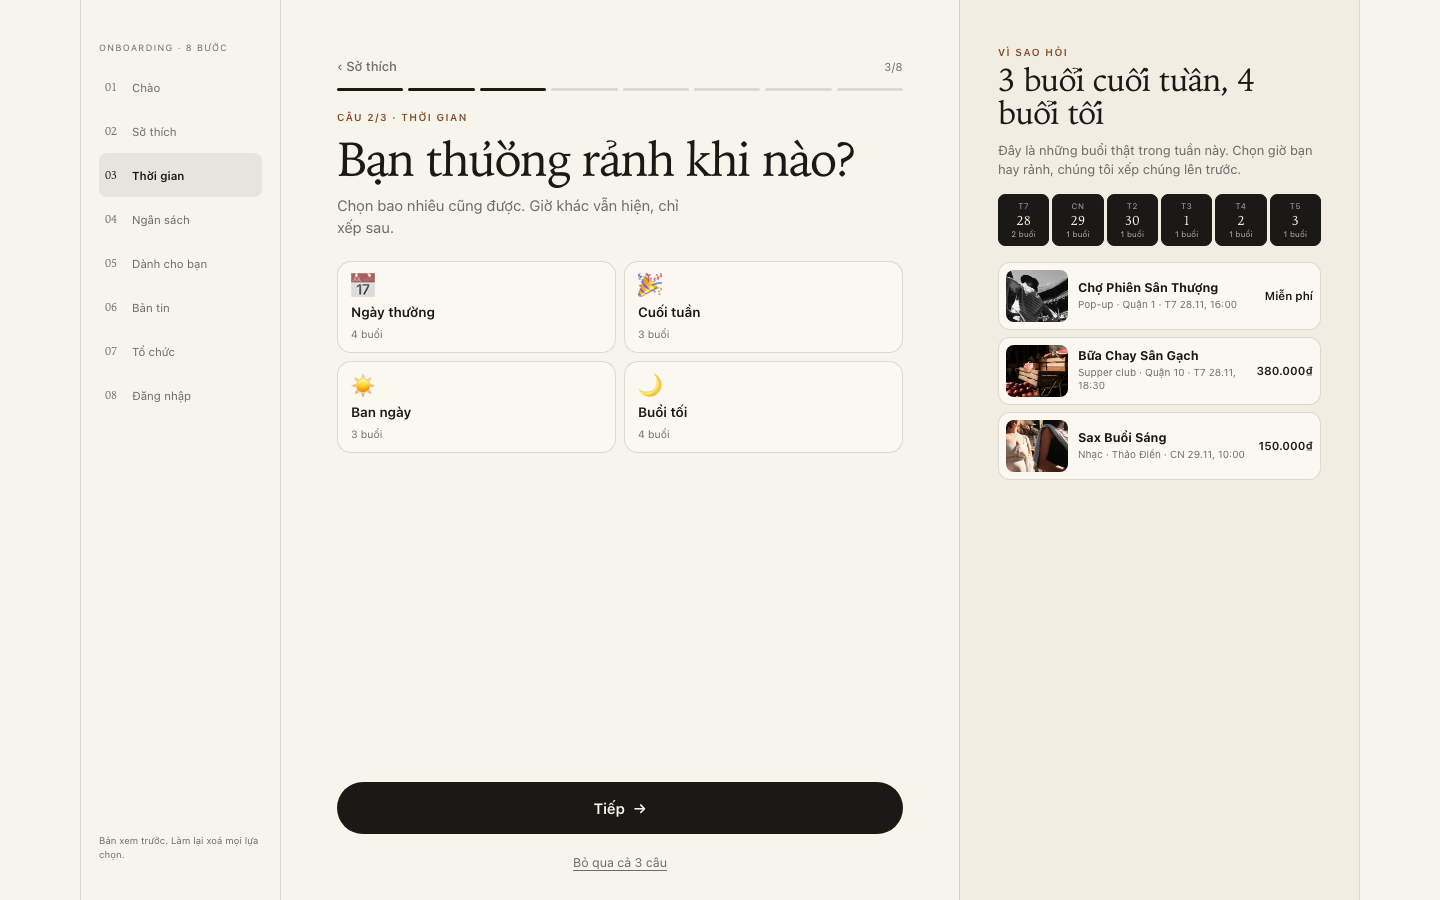 ONBOARDING · 8 BƯỚC
01 Chào
02 Sở thích
03 Thời gian
04 Ngân sách
05 Dành cho bạn
06 Bản tin
07 Tổ chức
08 Đăng nhập
Bản xem trước. Làm lại xoá mọi lựa
chọn.
‹ Sở thích
3/8
CÂU 2/3 · THỜI GIAN
Bạn thường rảnh khi nào?
Chọn bao nhiêu cũng được. Giờ khác vẫn hiện, chỉ
xếp sau.
17
Ngày thường
4 buổi
Cuối tuần
3 buổi
Ban ngày
3 buổi
Buổi tối
4 buổi
Tiếp →
Bỏ qua cả 3 câu
VÌ SAO HỎI
3 buổi cuối tuần, 4
buổi tối
Đây là những buổi thật trong tuần này. Chọn giờ bạn
hay rảnh, chúng tôi xếp chúng lên trước.
T7 CN T2 T3 T4 T5
28 29 30 1 2 3
2 buổi 1 buổi 1 buổi 1 buổi 1 buổi 1 buổi
Chợ Phiên Sân Thượng
Pop-up · Quận 1 · T7 28.11, 16:00
Miễn phí
Bữa Chay Sân Gạch
Supper club · Quận 10 · T7 28.11,
18:30
380.000₫
Sax Buổi Sáng
Nhạc · Thảo Điền · CN 29.11, 10:00
150.000₫